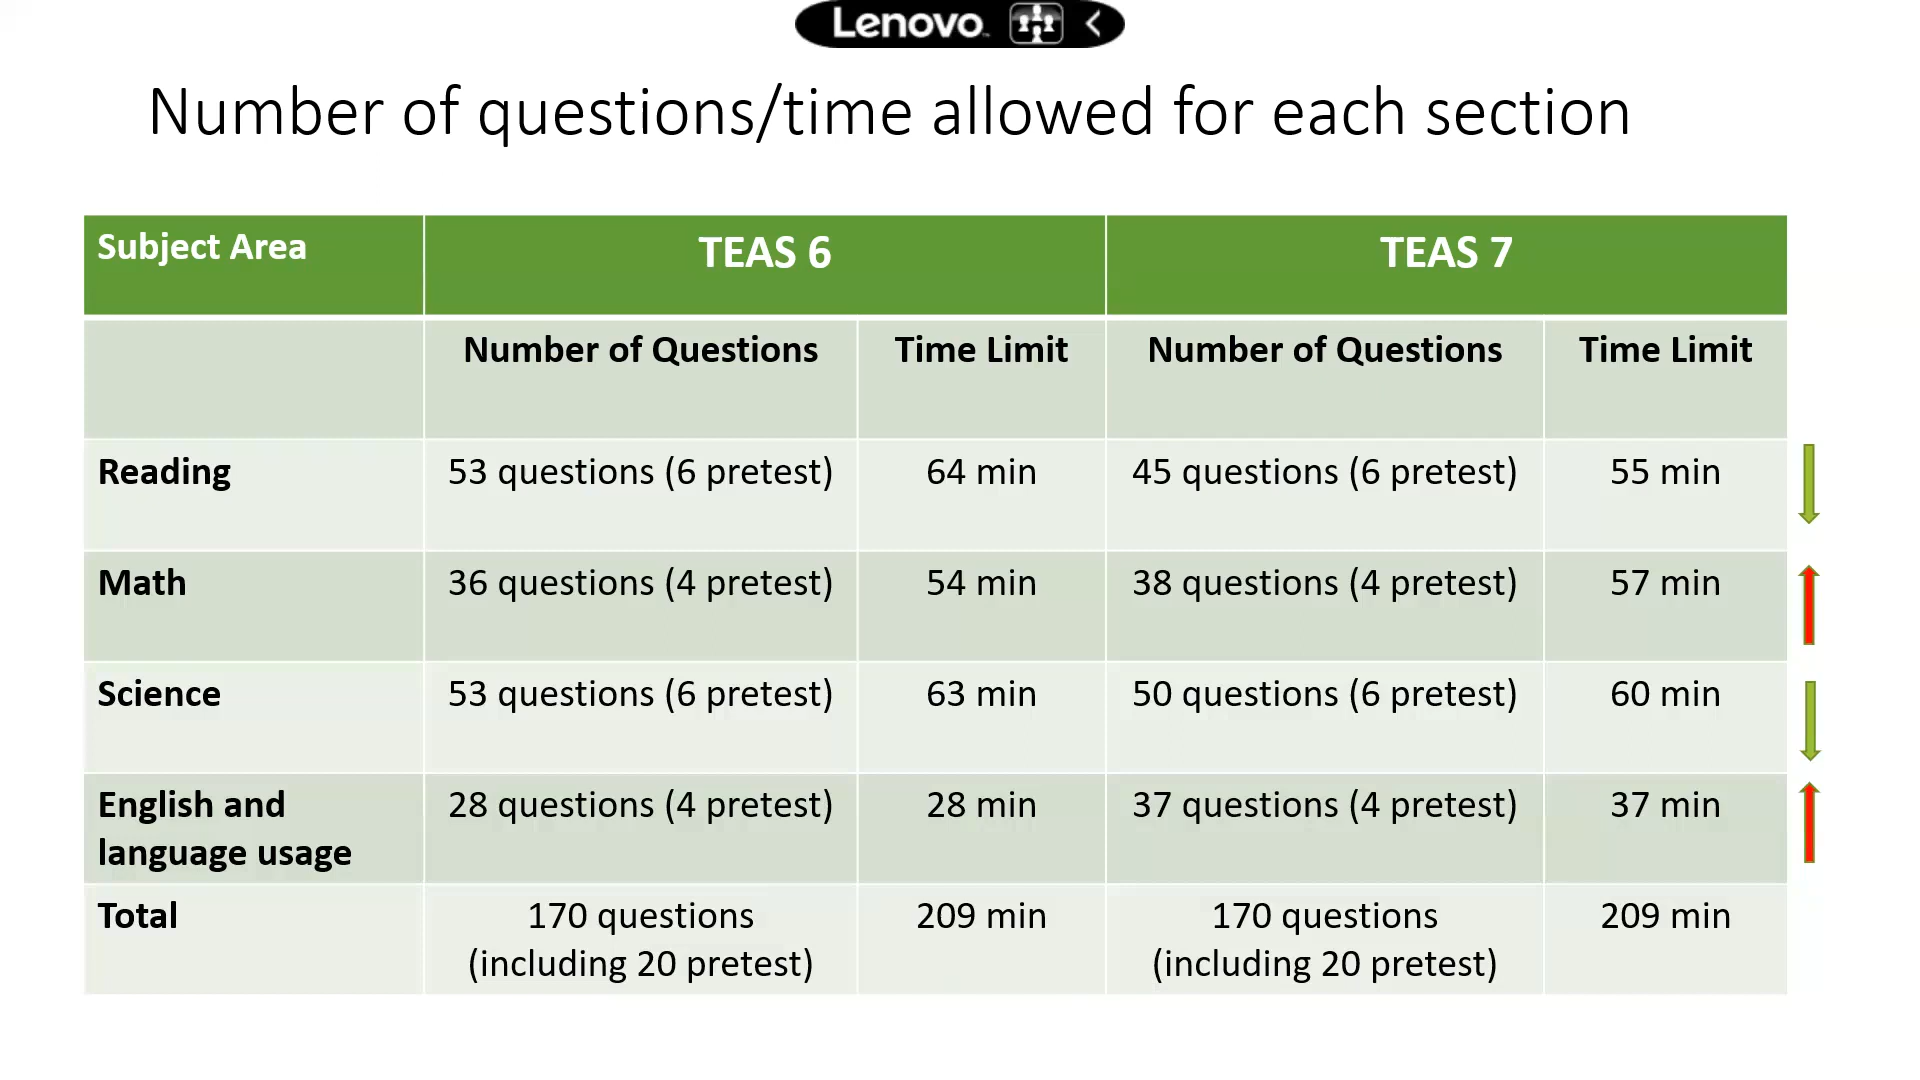 Lenovo
Number of questions/time allowed for each section
Subject Area TEAS 6 TEAS 7
Number of Questions Time Limit Number of Questions Time Limit
Reading 53 questions (6 pretest) 64 min 45 questions (6 pretest) 55 min
Math 36 questions (4 pretest) 54 min 38 questions (4 pretest) 57 min
Science 53 questions (6 pretest) 63 min 50 questions (6 pretest) 60 min
English and 28 questions (4 pretest) 28 min 37 questions (4 pretest) 37 min
language usage
Total 170 questions 209 min 170 questions 209 min
(including 20 pretest) (including 20 pretest)